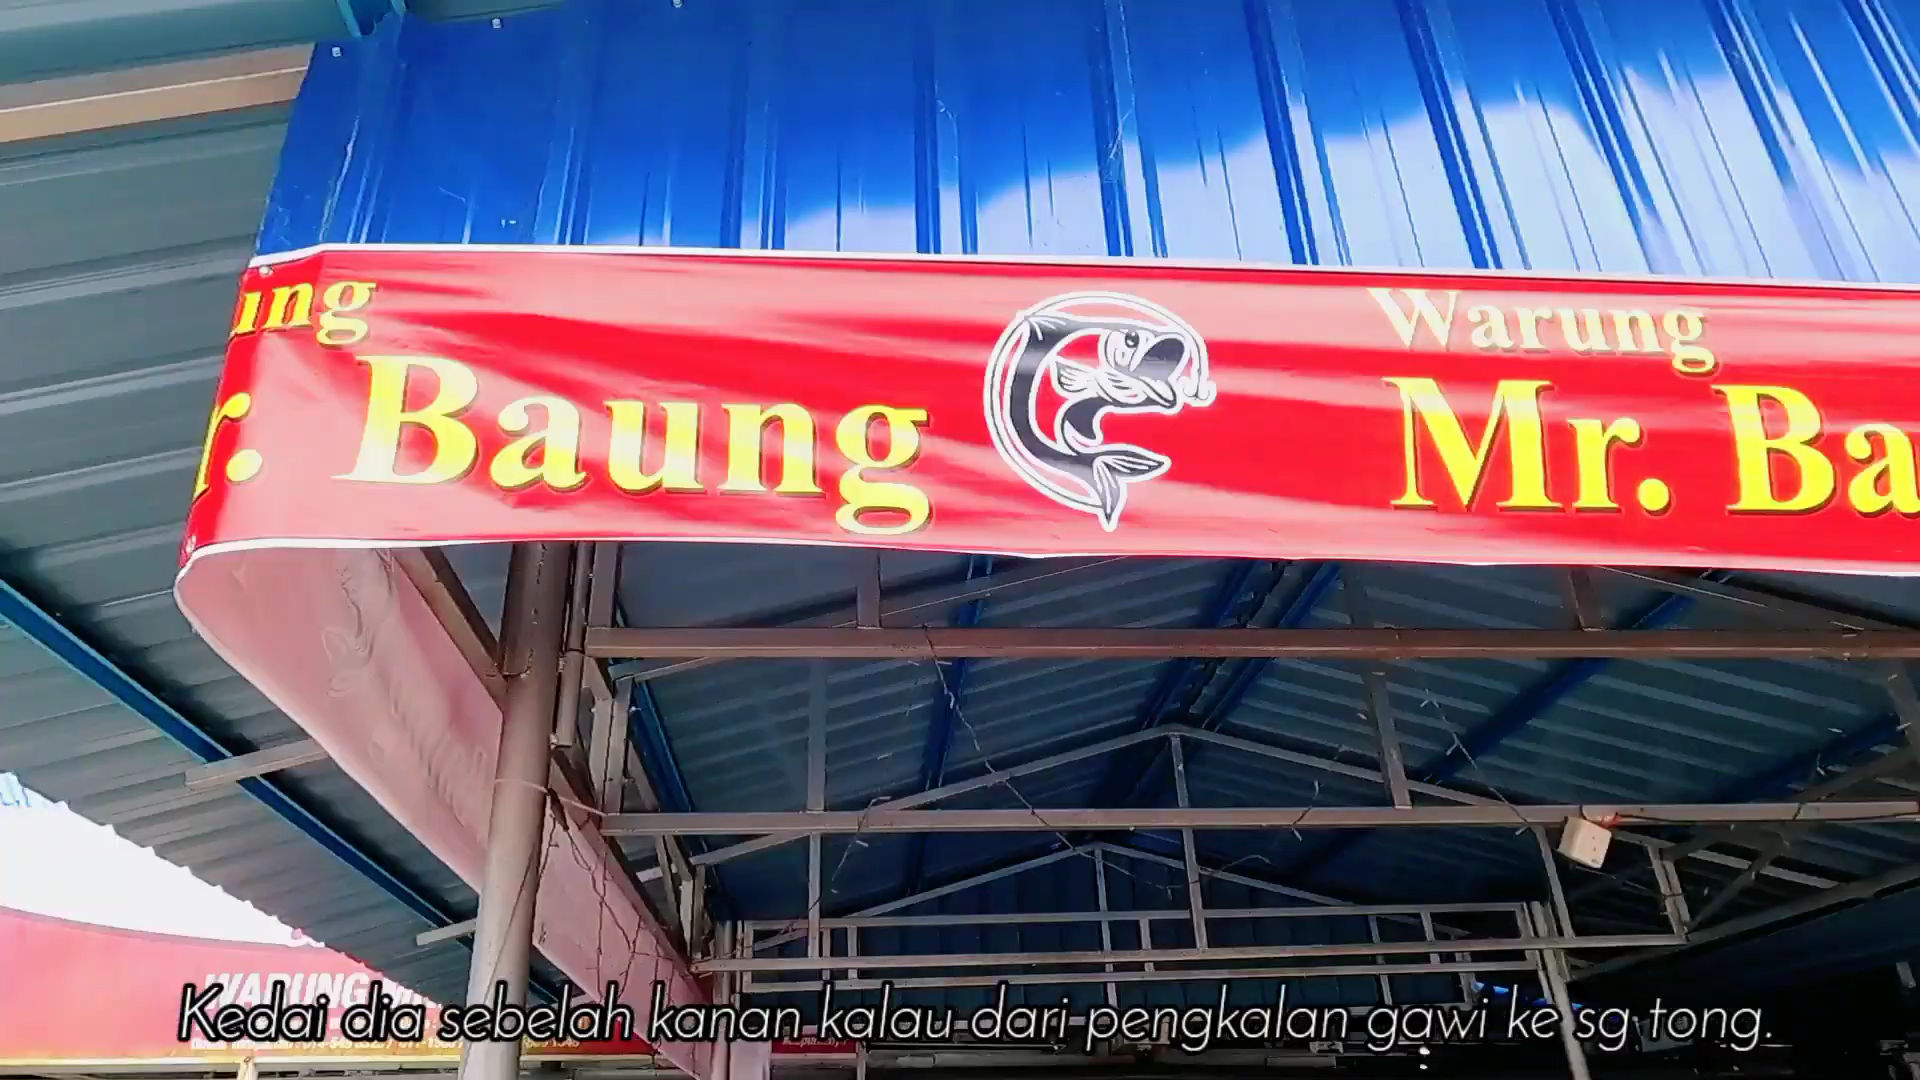 ung
r. Baung
Warung
Mr. Ba
WARUNG
Kedai dia sebelah kanan kalau dari pengkalan gawi ke sg tong.